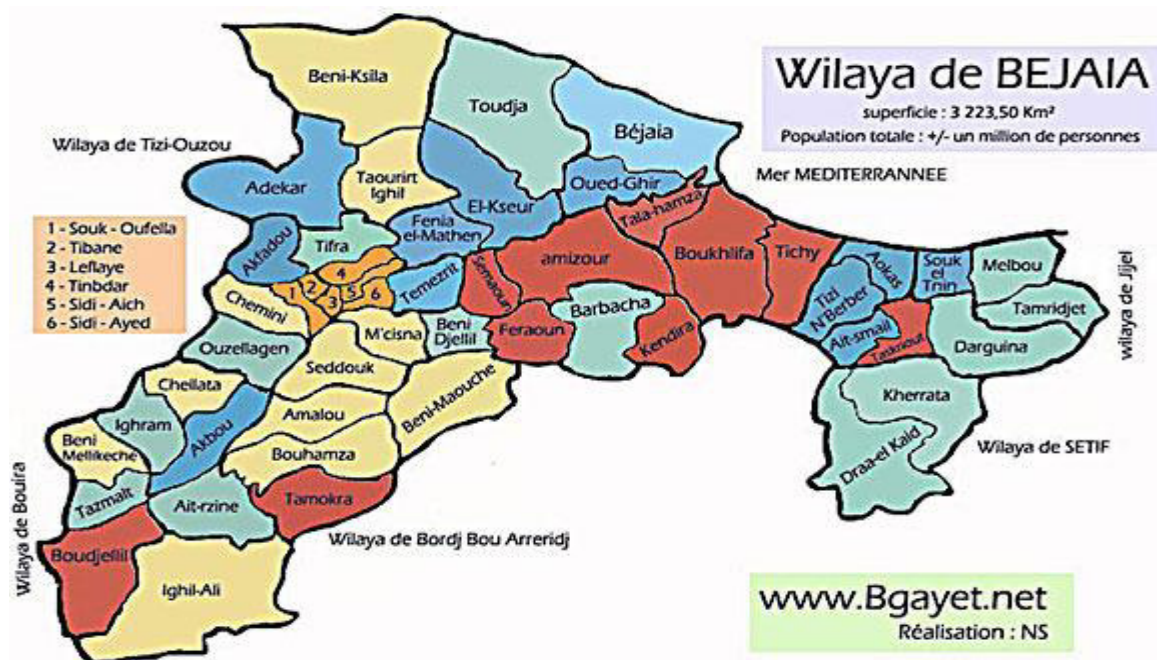 Wilaya de BEJAIA
superficie : 3 223,50 Km²
Population totale : +/- un million de personnes
Mer MEDITERRANNEE
Wilaya de Tizi-Ouzou
Beni-Ksila
Toudja
Béjaia
Adekar
Taourirt
Ighil
Oued-Ghir
El-Kseur
Fenia
el-Mathen
Tala-hamza
Boukhlifa
Tichy
Akfadou
Tifra
1 - Souk - Oufella
2 - Tibane
3 - Leflaye
4 - Tinbdar
5 - Sidi - Aich
6 - Sidi - Ayed
4
1
2
3
5
6
Temezrit
Semaoun
amizour
Aokas
Souk
el
Tnin
Melbou
Tizi
N'Berber
Tamridjet
wilaya de Jijel
Chemini
M'cisna
Beni
Djellil
Feraoun
Barbacha
Kendira
Ait-smail
Taskriout
Darguina
Ouzellagen
Seddouk
Chellata
Amalou
Beni-Maouche
Kherrata
Ighram
Akbou
Beni
Mellikeche
Bouhamza
Draa-el Kaid
Wilaya de SETIF
Tazmalt
Ait-rzine
Tamokra
Wilaya de Bouira
Boudjellil
Wilaya de Bordj Bou Arreridj
Ighil-Ali
www.Bgayet.net
Réalisation : NS